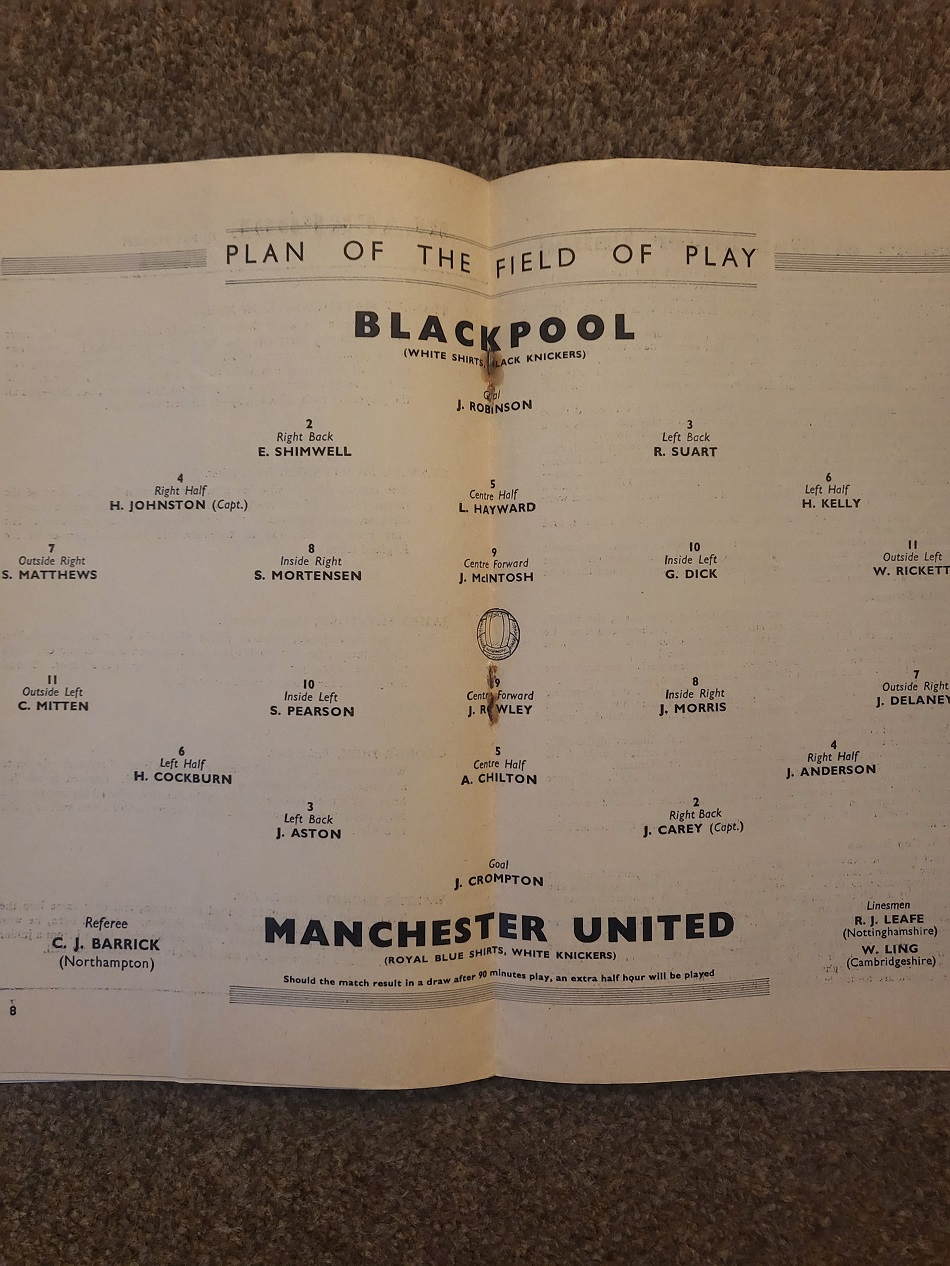 PLAN OF THE FIELD OF PLAY
BLACKPOOL
(WHITE SHIRTS, BLACK KNICKERS)
Goal
J. ROBINSON
2
Right Back
E. SHIMWELL
3
Left Back
R. SUART
4
Right Half
H. JOHNSTON (Capt.)
5
Centre Half
L. HAYWARD
6
Left Half
H. KELLY
7
Outside Right
S. MATTHEWS
8
Inside Right
S. MORTENSEN
9
Centre Forward
J. McINTOSH
10
Inside Left
G. DICK
11
Outside Left
W. RICKETT
11
Outside Left
C. MITTEN
10
Inside Left
S. PEARSON
9
Centre Forward
J. ROWLEY
8
Inside Right
J. MORRIS
7
Outside Right
J. DELANEY
6
Left Half
H. COCKBURN
5
Centre Half
A. CHILTON
4
Right Half
J. ANDERSON
3
Left Back
J. ASTON
2
Right Back
J. CAREY (Capt.)
Goal
J. CROMPTON
MANCHESTER UNITED
(ROYAL BLUE SHIRTS, WHITE KNICKERS)
Should the match result in a draw after 90 minutes play, an extra half hour will be played
Referee
C. J. BARRICK
(Northampton)
Linesmen
R. J. LEAFE
(Nottinghamshire)
W. LING
(Cambridgeshire)
8